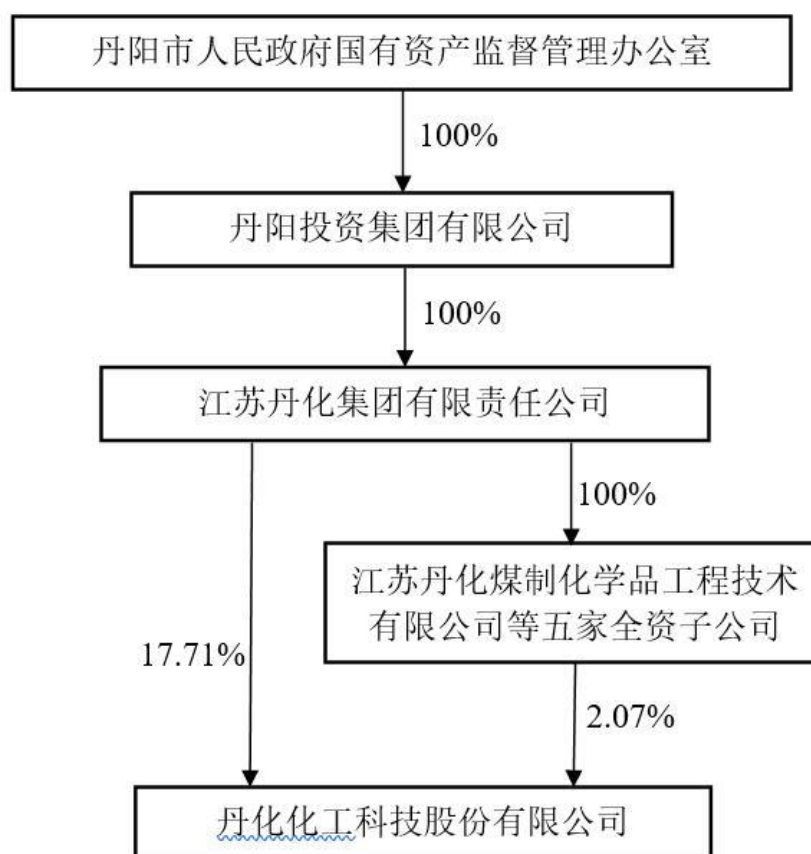 丹阳市人民政府国有资产监督管理办公室
100%
丹阳投资集团有限公司
100%
江苏丹化集团有限责任公司
100%
江苏丹化煤制化学品工程技术
有限公司等五家全资子公司
17.71%
2.07%
丹化化工科技股份有限公司